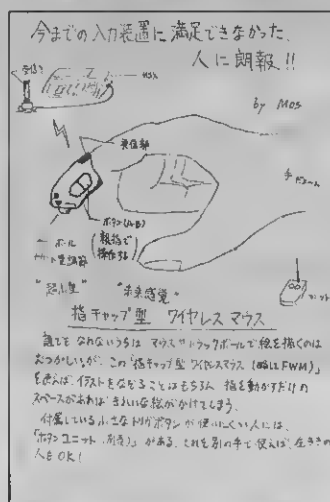 今までの入力装置に満足できなかった
人に朗報!!
by Mos
受信部
MSX
発信部
ボタン(A・B)
(親指で
操作する)
ボール
"超小型"
"未来感覚"
指キャップ型 ワイヤレスマウス
誰でも なれないうちは マウスやトラックボールで絵を描くのは
むつかしいが、この「指キャップ型 ワイヤレスマウス (略してFWM)」
を使えば、イラストをなぞることはもちろん 指を動かすだけの
スペースがあれば きれいな絵がかけてしまう。
付属している小さなトリガボタンが使いにくい人には、
「ボタンユニット(別売)」がある。これを別の手で使えば、左ききの
人もOK!